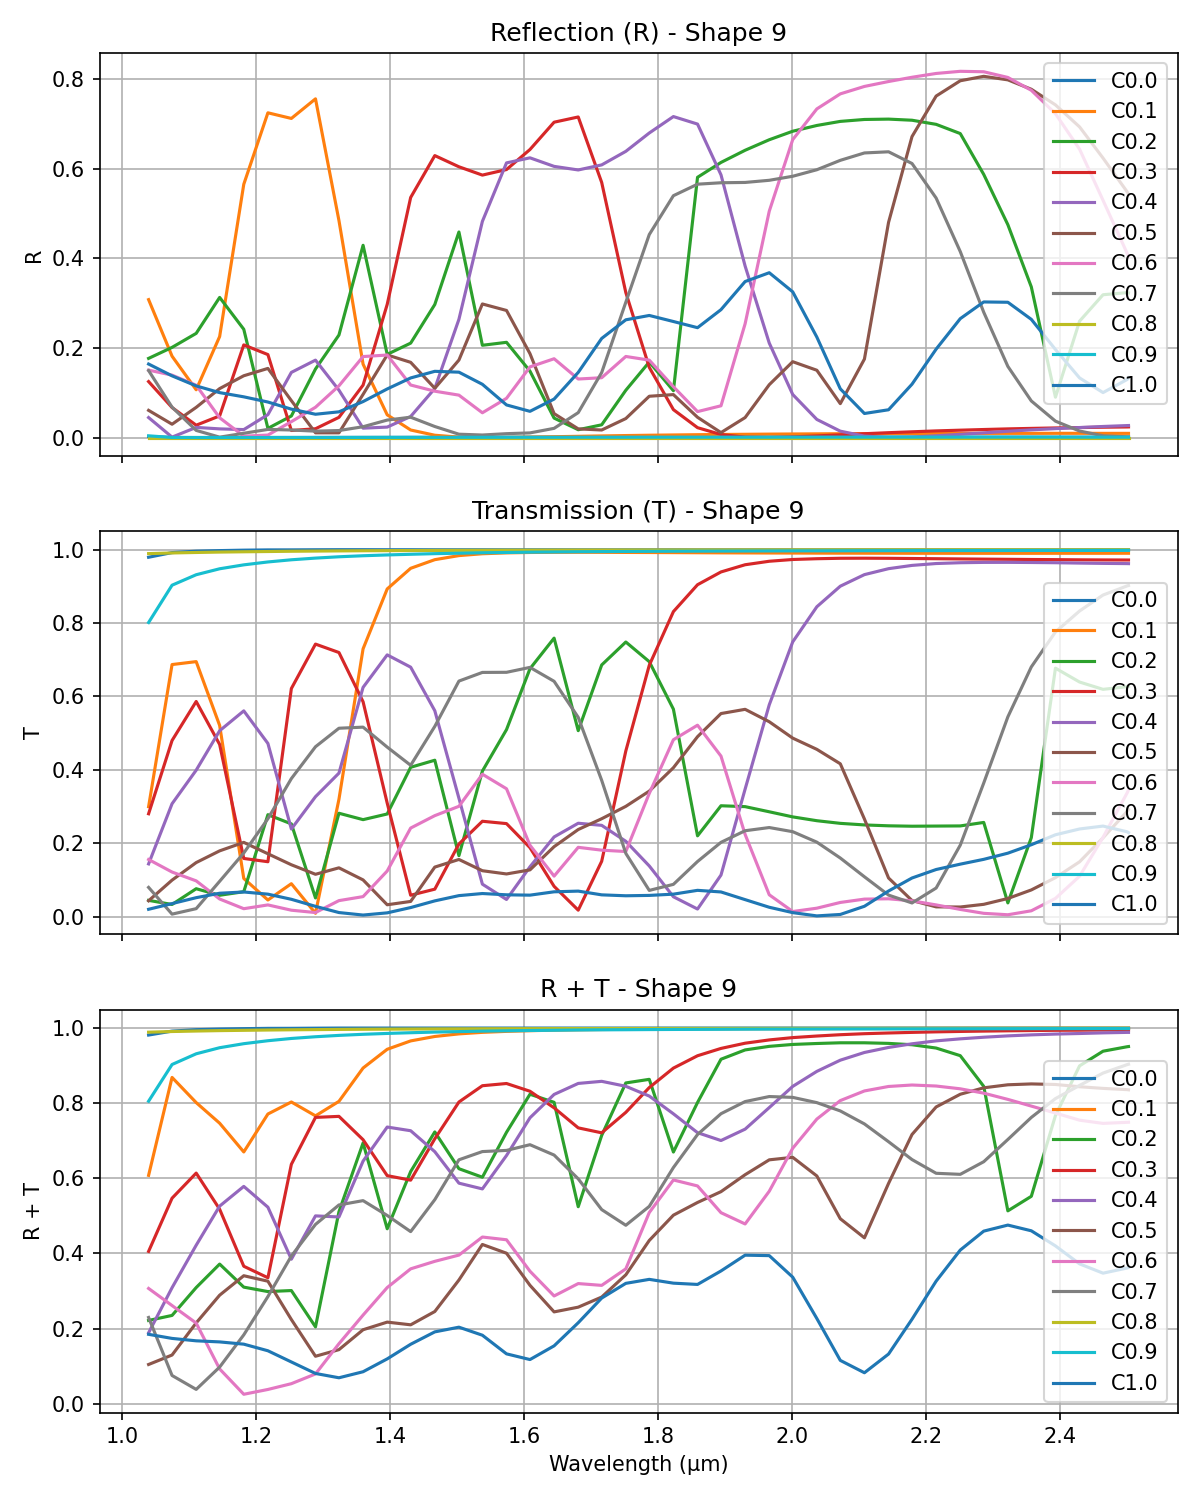 Reflection (R) - Shape 9
R
0.8
0.6
0.4
0.2
0.0
C0.0
C0.1
C0.2
C0.3
C0.4
C0.5
C0.6
C0.7
C0.8
C0.9
C1.0
Transmission (T) - Shape 9
T
1.0
0.8
0.6
0.4
0.2
0.0
C0.0
C0.1
C0.2
C0.3
C0.4
C0.5
C0.6
C0.7
C0.8
C0.9
C1.0
R + T - Shape 9
R + T
1.0
0.8
0.6
0.4
0.2
0.0
C0.0
C0.1
C0.2
C0.3
C0.4
C0.5
C0.6
C0.7
C0.8
C0.9
C1.0
1.0 1.2 1.4 1.6 1.8 2.0 2.2 2.4
Wavelength (μm)